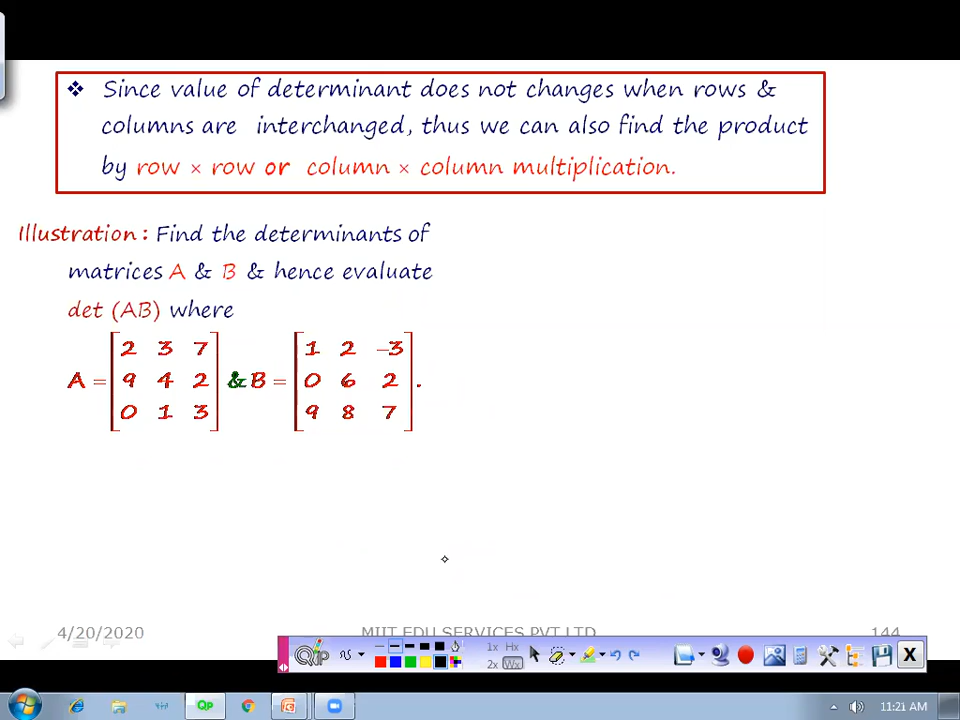 ❖ Since value of determinant does not changes when rows &
columns are interchanged, thus we can also find the product
by row × row or column × column multiplication.
Illustration : Find the determinants of
matrices A & B & hence evaluate
det (AB) where
2 3 7 1 2 −3
A = 9 4 2 & B = 0 6 2 .
0 1 3 9 8 7
4/20/2020 MIIT EDU SERVICES PVT LTD 144
1x Hx
2x Wx
X
Qp
11:21 AM